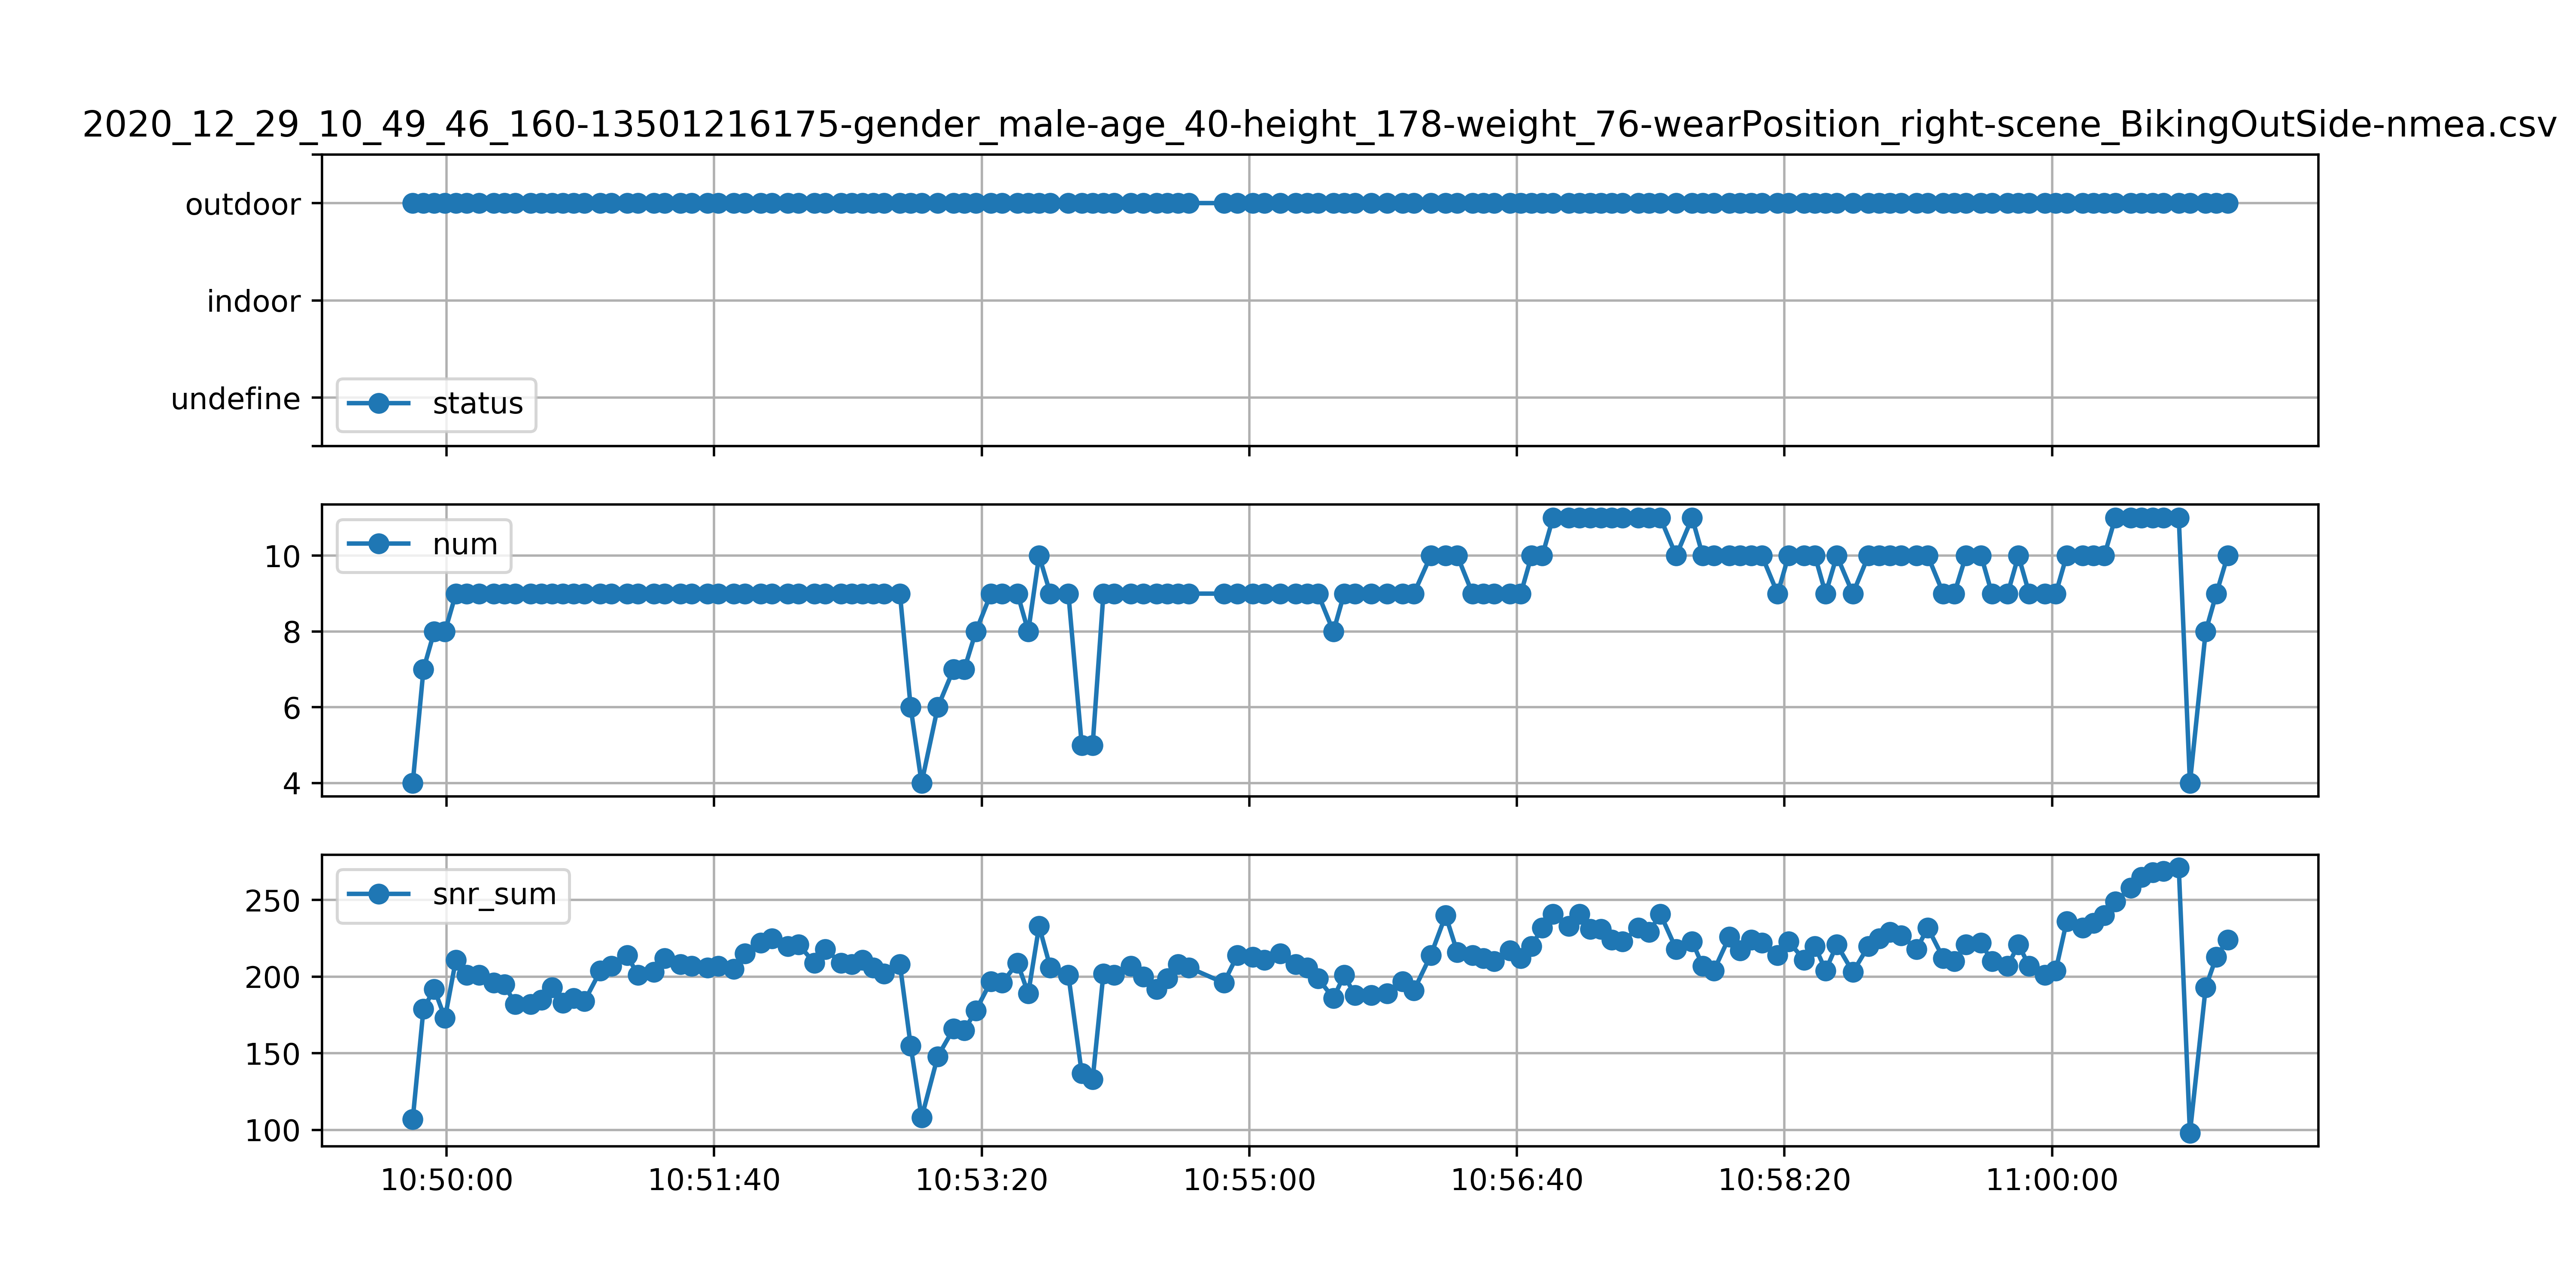 2020_12_29_10_49_46_160-13501216175-gender_male-age_40-height_178-weight_76-wearPosition_right-scene_BikingOutSide-nmea.csv
outdoor
indoor
undefine
status
num
10
8
6
4
snr_sum
250
200
150
100
10:50:00 10:51:40 10:53:20 10:55:00 10:56:40 10:58:20 11:00:00